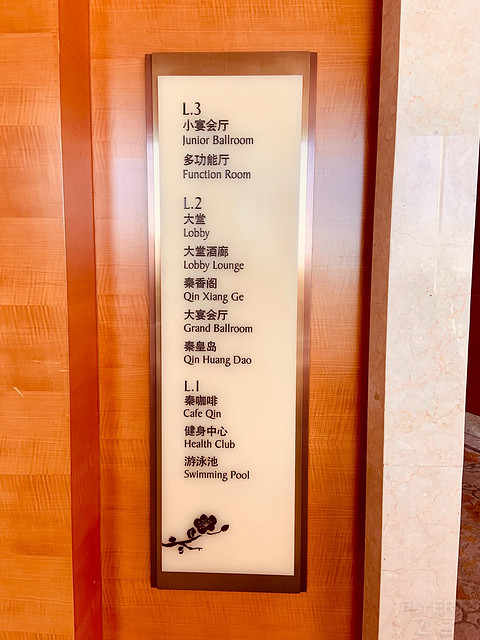 L.3
小宴会厅
Junior Ballroom
多功能厅
Function Room
L.2
大堂
Lobby
大堂酒廊
Lobby Lounge
秦香阁
Qin Xiang Ge
大宴会厅
Grand Ballroom
秦皇岛
Qin Huang Dao
L.1
秦咖啡
Cafe Qin
健身中心
Health Club
游泳池
Swimming Pool